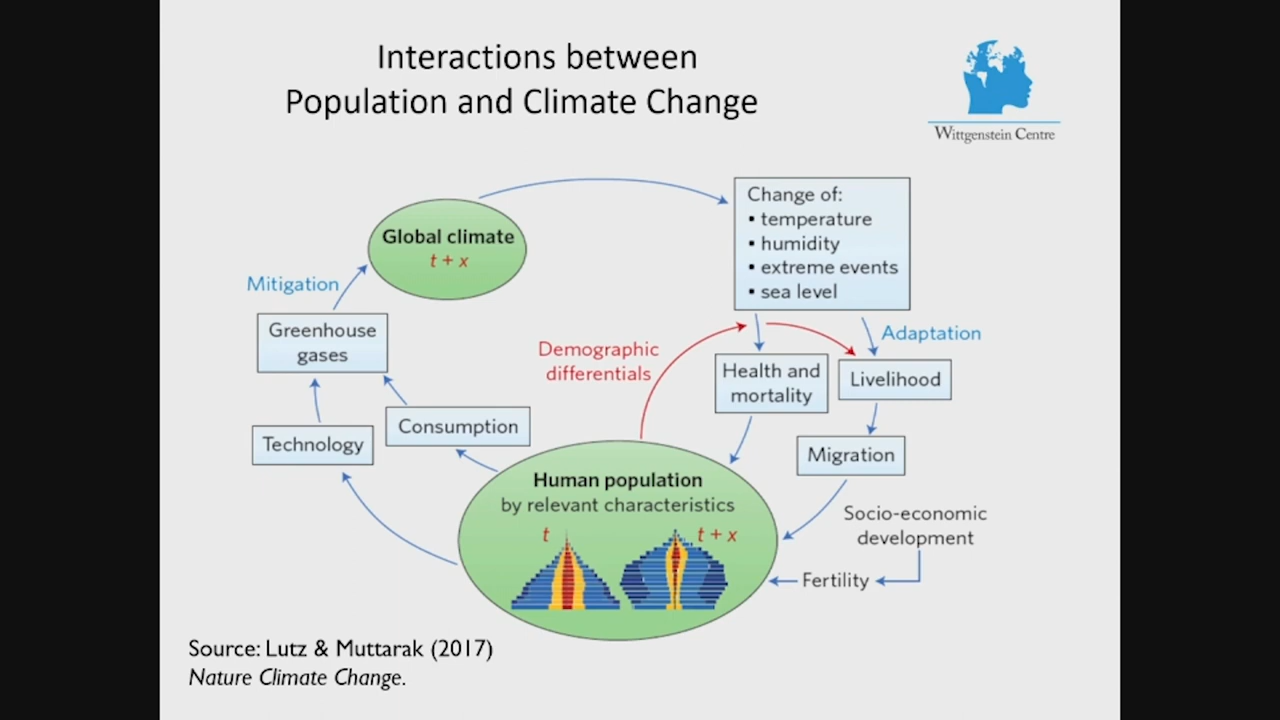 Interactions between
Population and Climate Change
Wittgenstein Centre
Global climate
t + x
Change of:
▪ temperature
▪ humidity
▪ extreme events
▪ sea level
Mitigation
Greenhouse
gases
Demographic
differentials
Adaptation
Health and
mortality
Livelihood
Technology
Consumption
Migration
Human population
by relevant characteristics
t
t + x
Socio-economic
development
Fertility
Source: Lutz & Muttarak (2017)
Nature Climate Change.